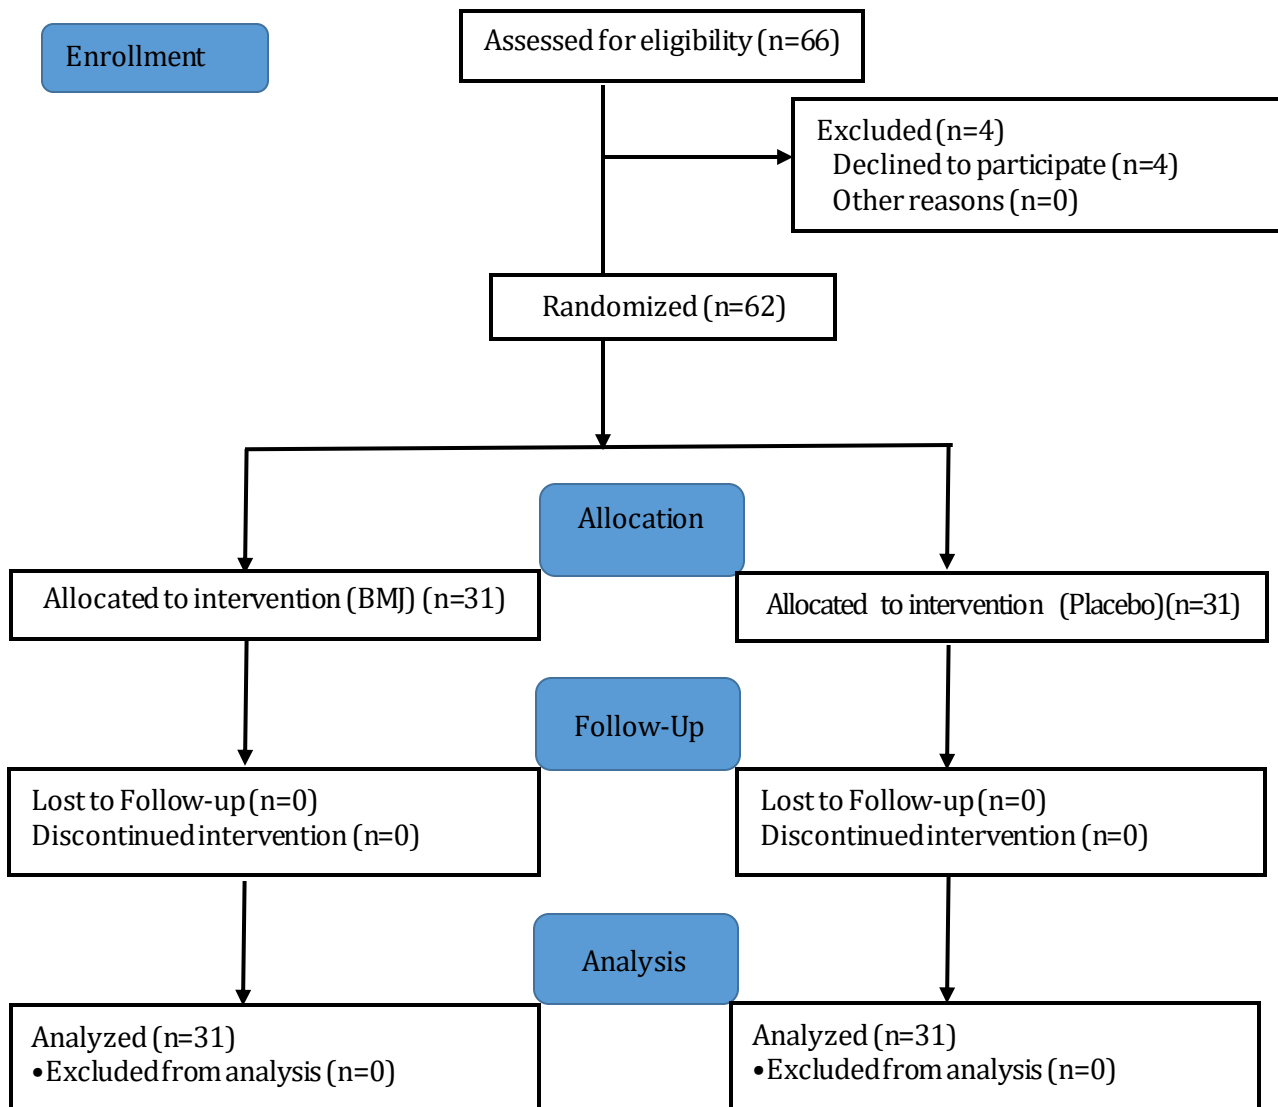 Enrollment
Assessed for eligibility (n=66)
Excluded (n=4)
Declined to participate (n=4)
Other reasons (n=0)
Randomized (n=62)
Allocation
Allocated to intervention (BMJ) (n=31)
Allocated to intervention (Placebo)(n=31)
Follow-Up
Lost to Follow-up (n=0)
Discontinued intervention (n=0)
Lost to Follow-up (n=0)
Discontinued intervention (n=0)
Analysis
Analyzed (n=31)
•Excluded from analysis (n=0)
Analyzed (n=31)
•Excluded from analysis (n=0)